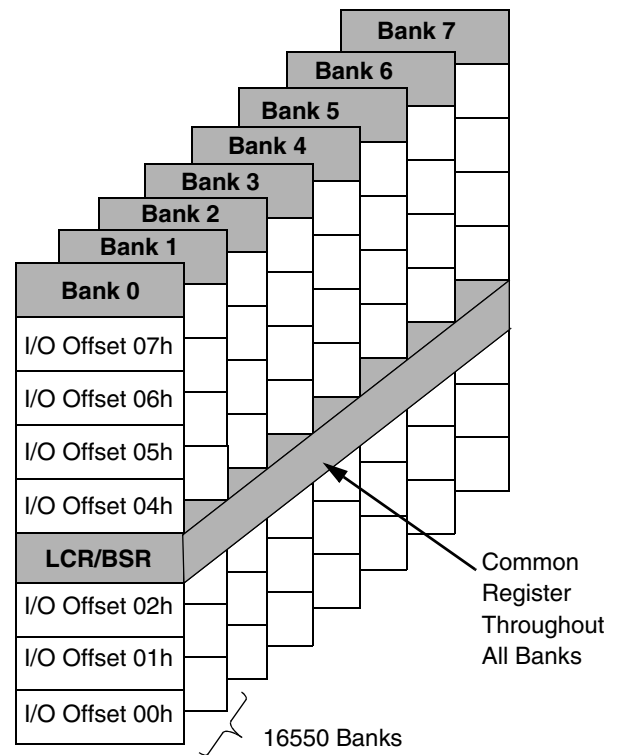 Bank 7
Bank 6
Bank 5
Bank 4
Bank 3
Bank 2
Bank 1
Bank 0
I/O Offset 07h
I/O Offset 06h
I/O Offset 05h
I/O Offset 04h
LCR/BSR
I/O Offset 02h
I/O Offset 01h
I/O Offset 00h
Common
Register
Throughout
All Banks
16550 Banks